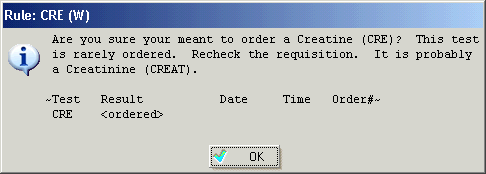 Rule: CRE (W)
Are you sure your meant to order a Creatine (CRE)?  This test
is rarely ordered.  Recheck the requisition.  It is probably
a Creatinine (CREAT).
~Test   Result           Date     Time   Order#~
CRE    <ordered>
OK